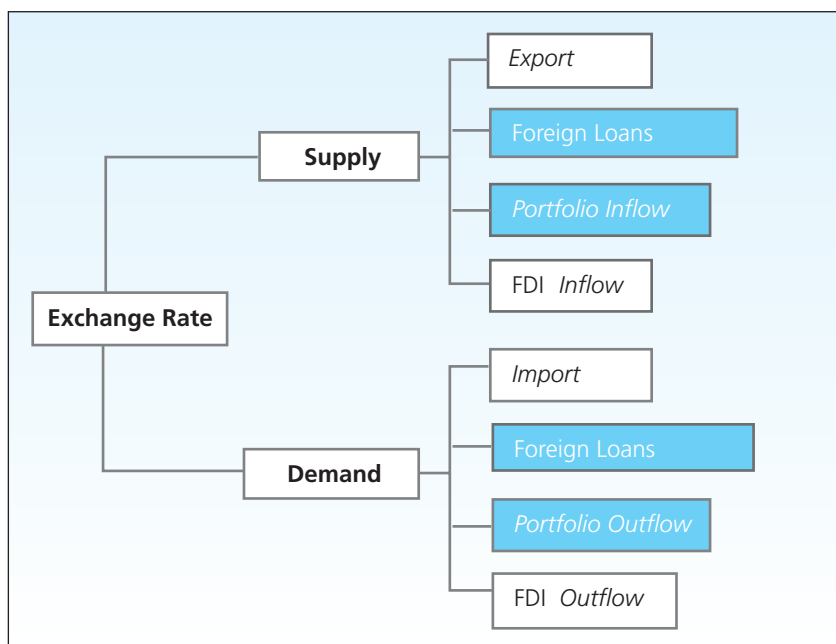 Export
Foreign Loans
Supply
Portfolio Inflow
FDI Inflow
Exchange Rate
Import
Foreign Loans
Demand
Portfolio Outflow
FDI Outflow